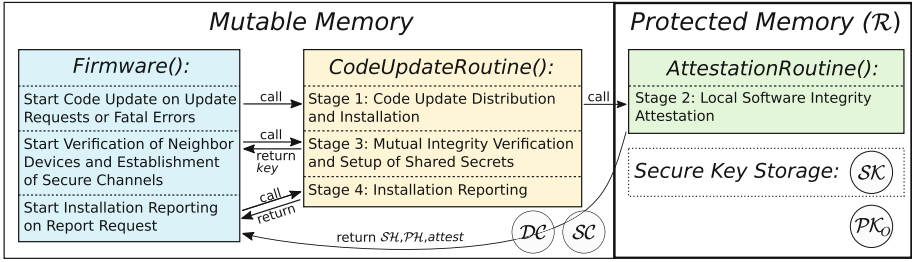 Mutable Memory
Protected Memory (ℛ)
Firmware():
Start Code Update on Update
Requests or Fatal Errors
Start Verification of Neighbor
Devices and Establishment
of Secure Channels
Start Installation Reporting
on Report Request
call
call
return
key
call
return
CodeUpdateRoutine():
Stage 1: Code Update Distribution
and Installation
Stage 3: Mutual Integrity Verification
and Setup of Shared Secrets
Stage 4: Installation Reporting
call
AttestationRoutine():
Stage 2: Local Software Integrity
Attestation
Secure Key Storage:
𝒮𝒦
𝒫𝒦_O
return 𝒮ℋ,𝒫ℋ,attest
𝒟𝒞
𝒮𝒞